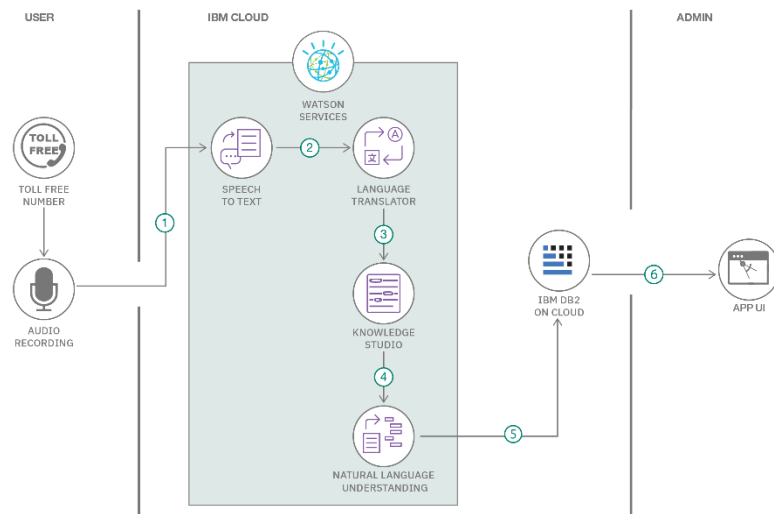 USER
IBM CLOUD
ADMIN
WATSON
SERVICES
TOLL
FREE
TOLL FREE
NUMBER
SPEECH
TO TEXT
2
A
文
LANGUAGE
TRANSLATOR
1
3
AUDIO
RECORDING
KNOWLEDGE
STUDIO
IBM DB2
ON CLOUD
6
APP UI
4
5
NATURAL LANGUAGE
UNDERSTANDING